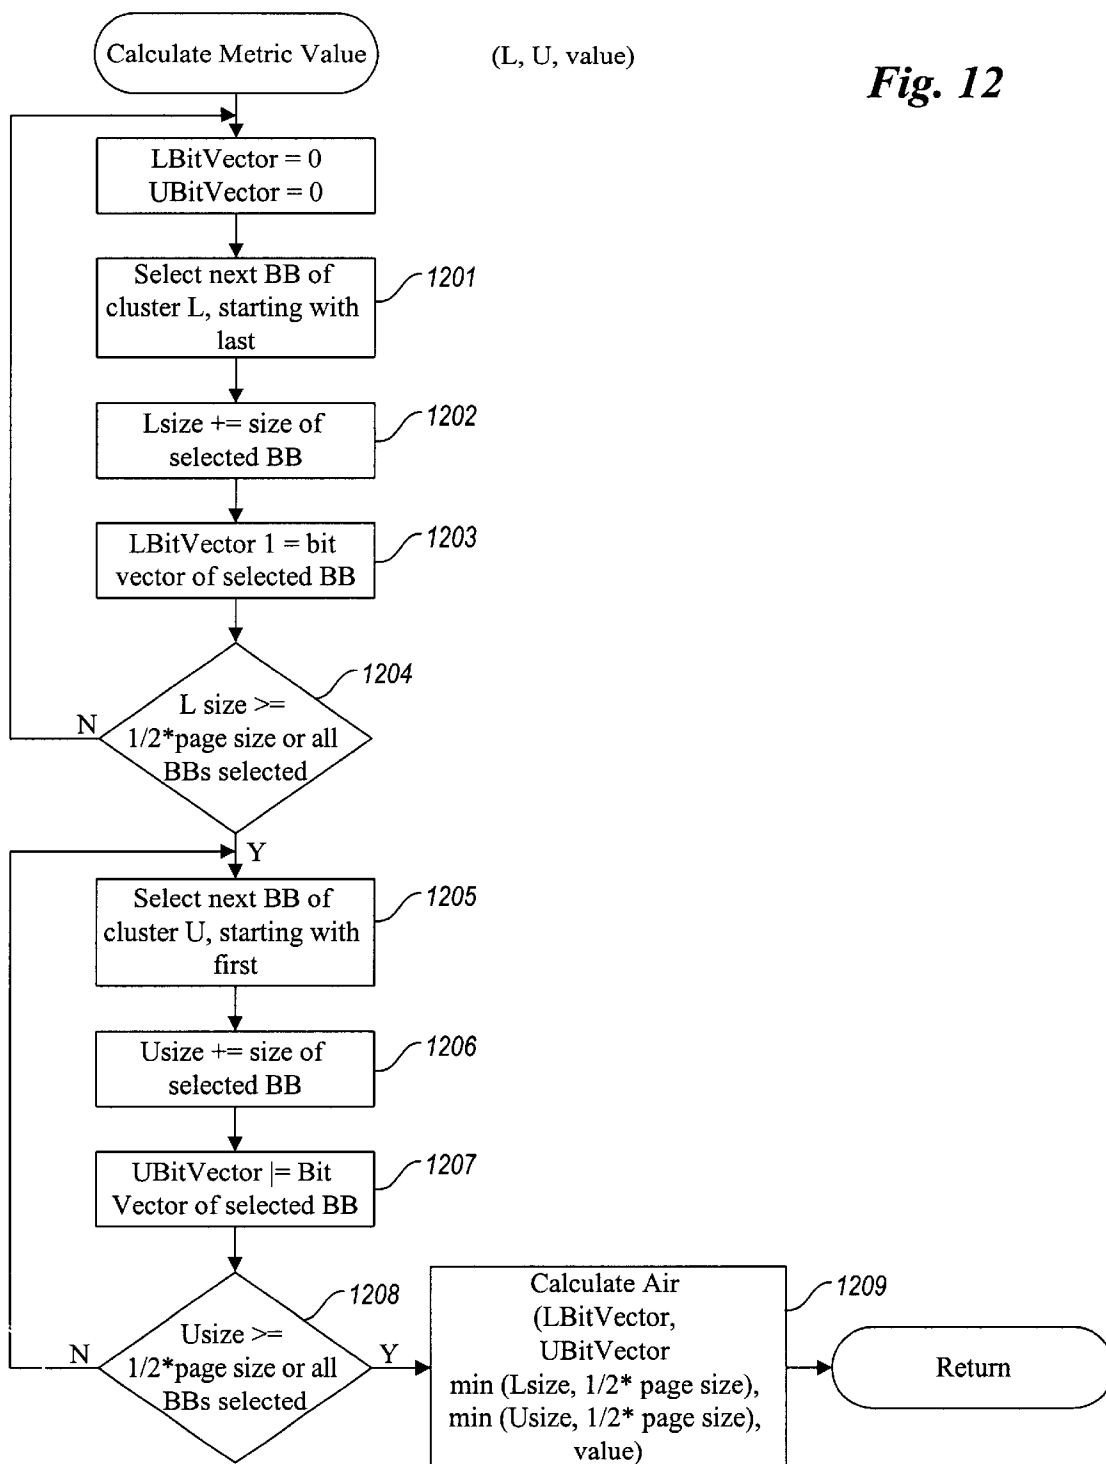 Calculate Metric Value
(L, U, value)
Fig. 12
LBitVector = 0
UBitVector = 0
Select next BB of
cluster L, starting with
last
1201
Lsize += size of
selected BB
1202
LBitVector 1 = bit
vector of selected BB
1203
L size >=
1/2*page size or all
BBs selected
1204
N
Y
Select next BB of
cluster U, starting with
first
1205
Usize += size of
selected BB
1206
UBitVector |= Bit
Vector of selected BB
1207
Usize >=
1/2*page size or all
BBs selected
1208
N
Y
Calculate Air
(LBitVector,
UBitVector
min (Lsize, 1/2* page size),
min (Usize, 1/2* page size),
value)
1209
Return